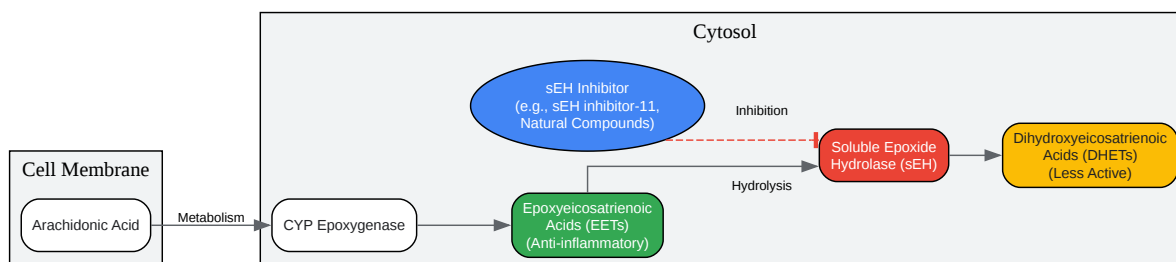 Cytosol
sEH Inhibitor
(e.g., sEH inhibitor-11,
Natural Compounds)
Inhibition
Soluble Epoxide
Hydrolase (sEH)
Dihydroxyeicosatrienoic
Acids (DHETs)
(Less Active)
Cell Membrane
Arachidonic Acid
Metabolism
CYP Epoxygenase
Epoxyeicosatrienoic
Acids (EETs)
(Anti-inflammatory)
Hydrolysis